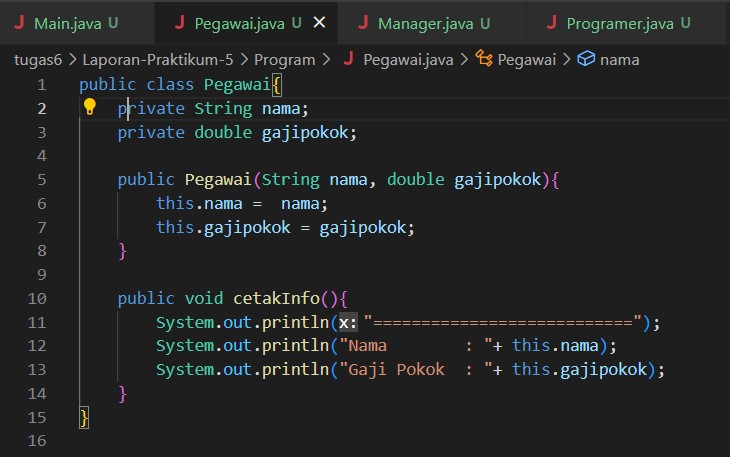 Main.java U Pegawai.java U Manager.java U Programer.java U
tugas6 > Laporan-Praktikum-5 > Program > Pegawai.java > Pegawai > nama
1 public class Pegawai{
2     private String nama;
3     private double gajipokok;
4
5     public Pegawai(String nama, double gajipokok){
6         this.nama =  nama;
7         this.gajipokok = gajipokok;
8     }
9
10     public void cetakInfo(){
11         System.out.println(x: "===========================");
12         System.out.println("Nama        : "+ this.nama);
13         System.out.println("Gaji Pokok  : "+ this.gajipokok);
14     }
15 }
16